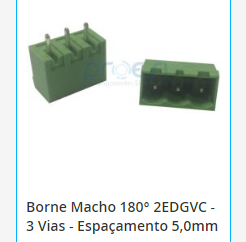 Borne Macho 180° 2EDGVC -
3 Vias - Espaçamento 5,0mm